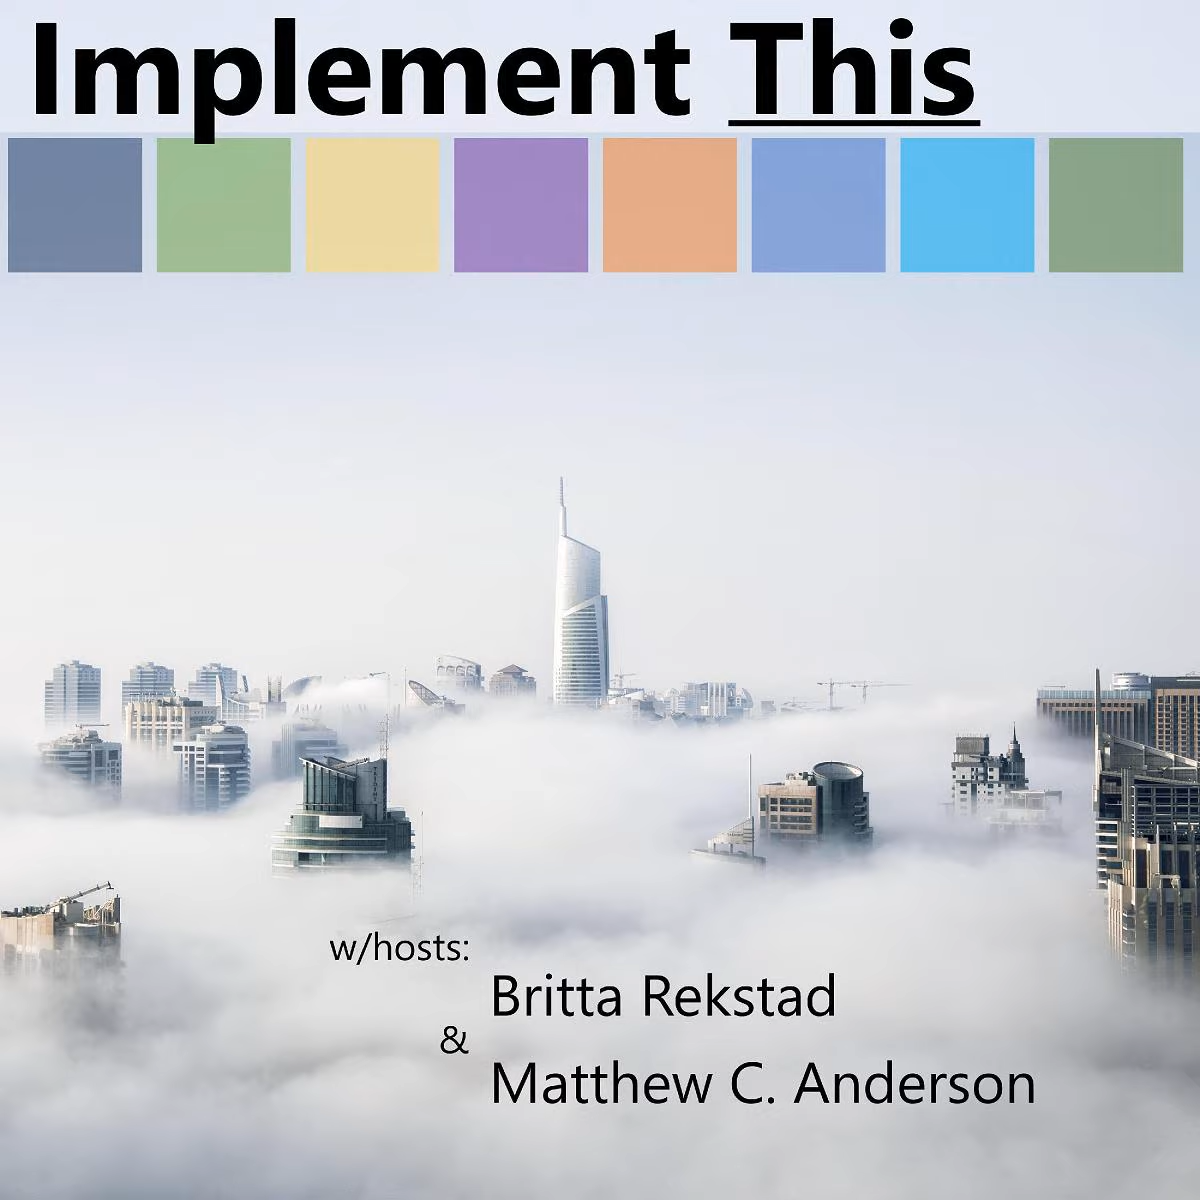 Implement This
w/hosts:
Britta Rekstad
&
Matthew C. Anderson